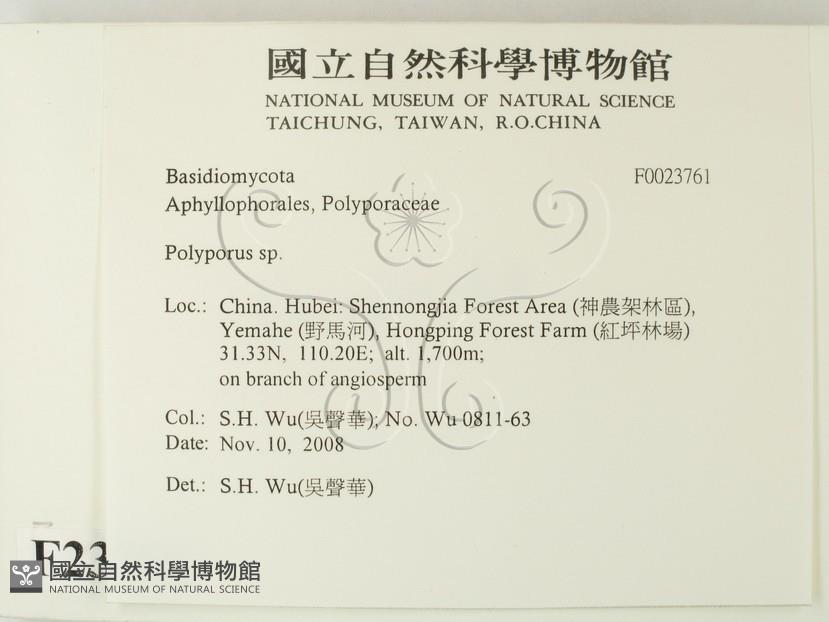 國立自然科學博物館
NATIONAL MUSEUM OF NATURAL SCIENCE
TAICHUNG, TAIWAN, R.O.CHINA
Basidiomycota F0023761
Aphyllophorales, Polyporaceae
Polyporus sp.
Loc.: China. Hubei: Shennongjia Forest Area (神農架林區),
Yemahe (野馬河), Hongping Forest Farm (紅坪林場)
31.33N, 110.20E; alt. 1,700m;
on branch of angiosperm
Col.: S.H. Wu(吳聲華); No. Wu 0811-63
Date: Nov. 10, 2008
Det.: S.H. Wu(吳聲華)
F23
國立自然科學博物館
NATIONAL MUSEUM OF NATURAL SCIENCE